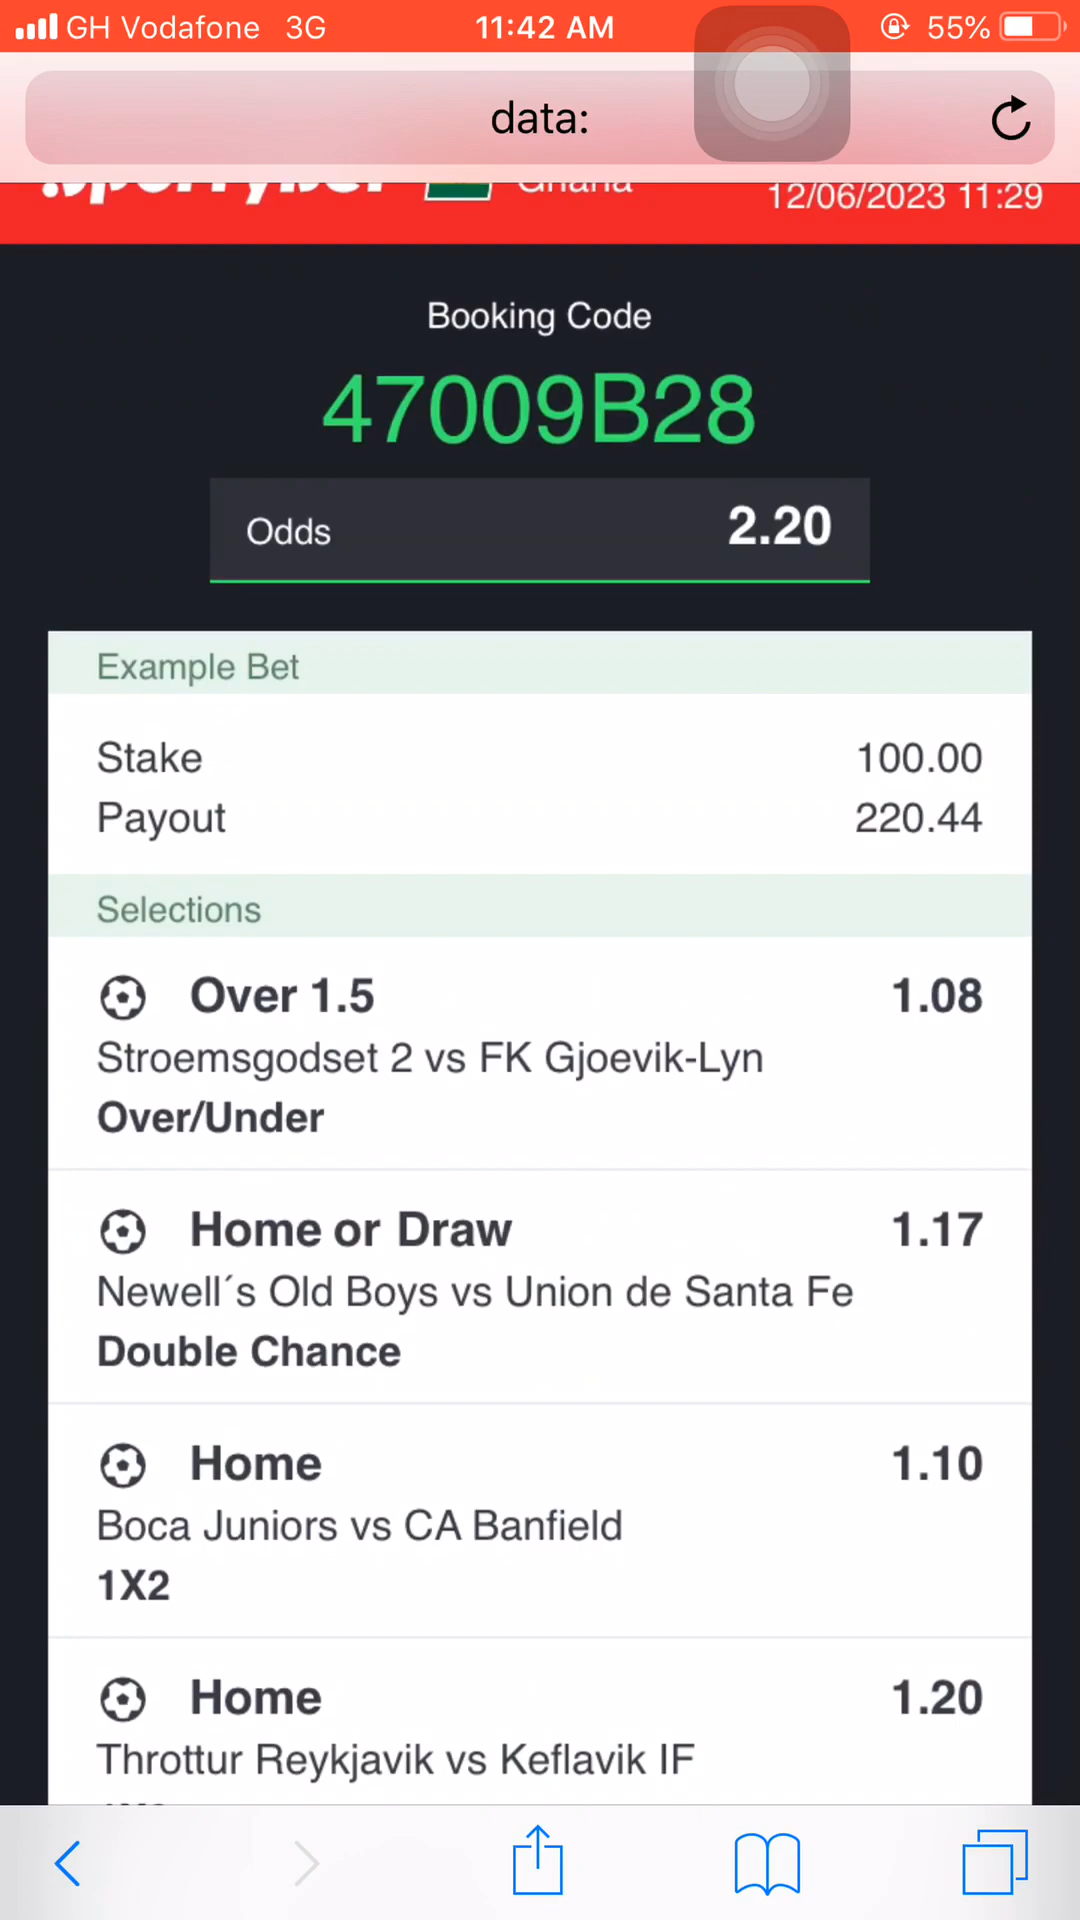 GH Vodafone 3G 11:42 AM 55%
data:
Ghana
12/06/2023 11:29
Booking Code
47009B28
Odds 2.20
Example Bet
Stake 100.00
Payout 220.44
Selections
Over 1.5 1.08
Stroemsgodset 2 vs FK Gjoevik-Lyn
Over/Under
Home or Draw 1.17
Newell´s Old Boys vs Union de Santa Fe
Double Chance
Home 1.10
Boca Juniors vs CA Banfield
1X2
Home 1.20
Throttur Reykjavik vs Keflavik IF